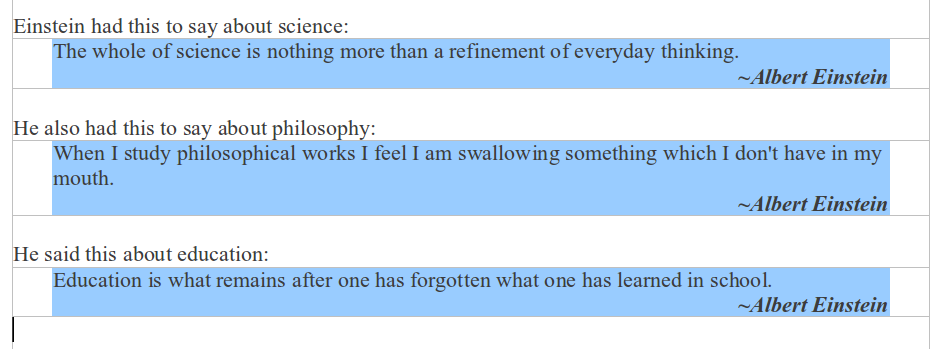 Einstein had this to say about science:
The whole of science is nothing more than a refinement of everyday thinking.
~Albert Einstein
He also had this to say about philosophy:
When I study philosophical works I feel I am swallowing something which I don't have in my
mouth.
~Albert Einstein
He said this about education:
Education is what remains after one has forgotten what one has learned in school.
~Albert Einstein